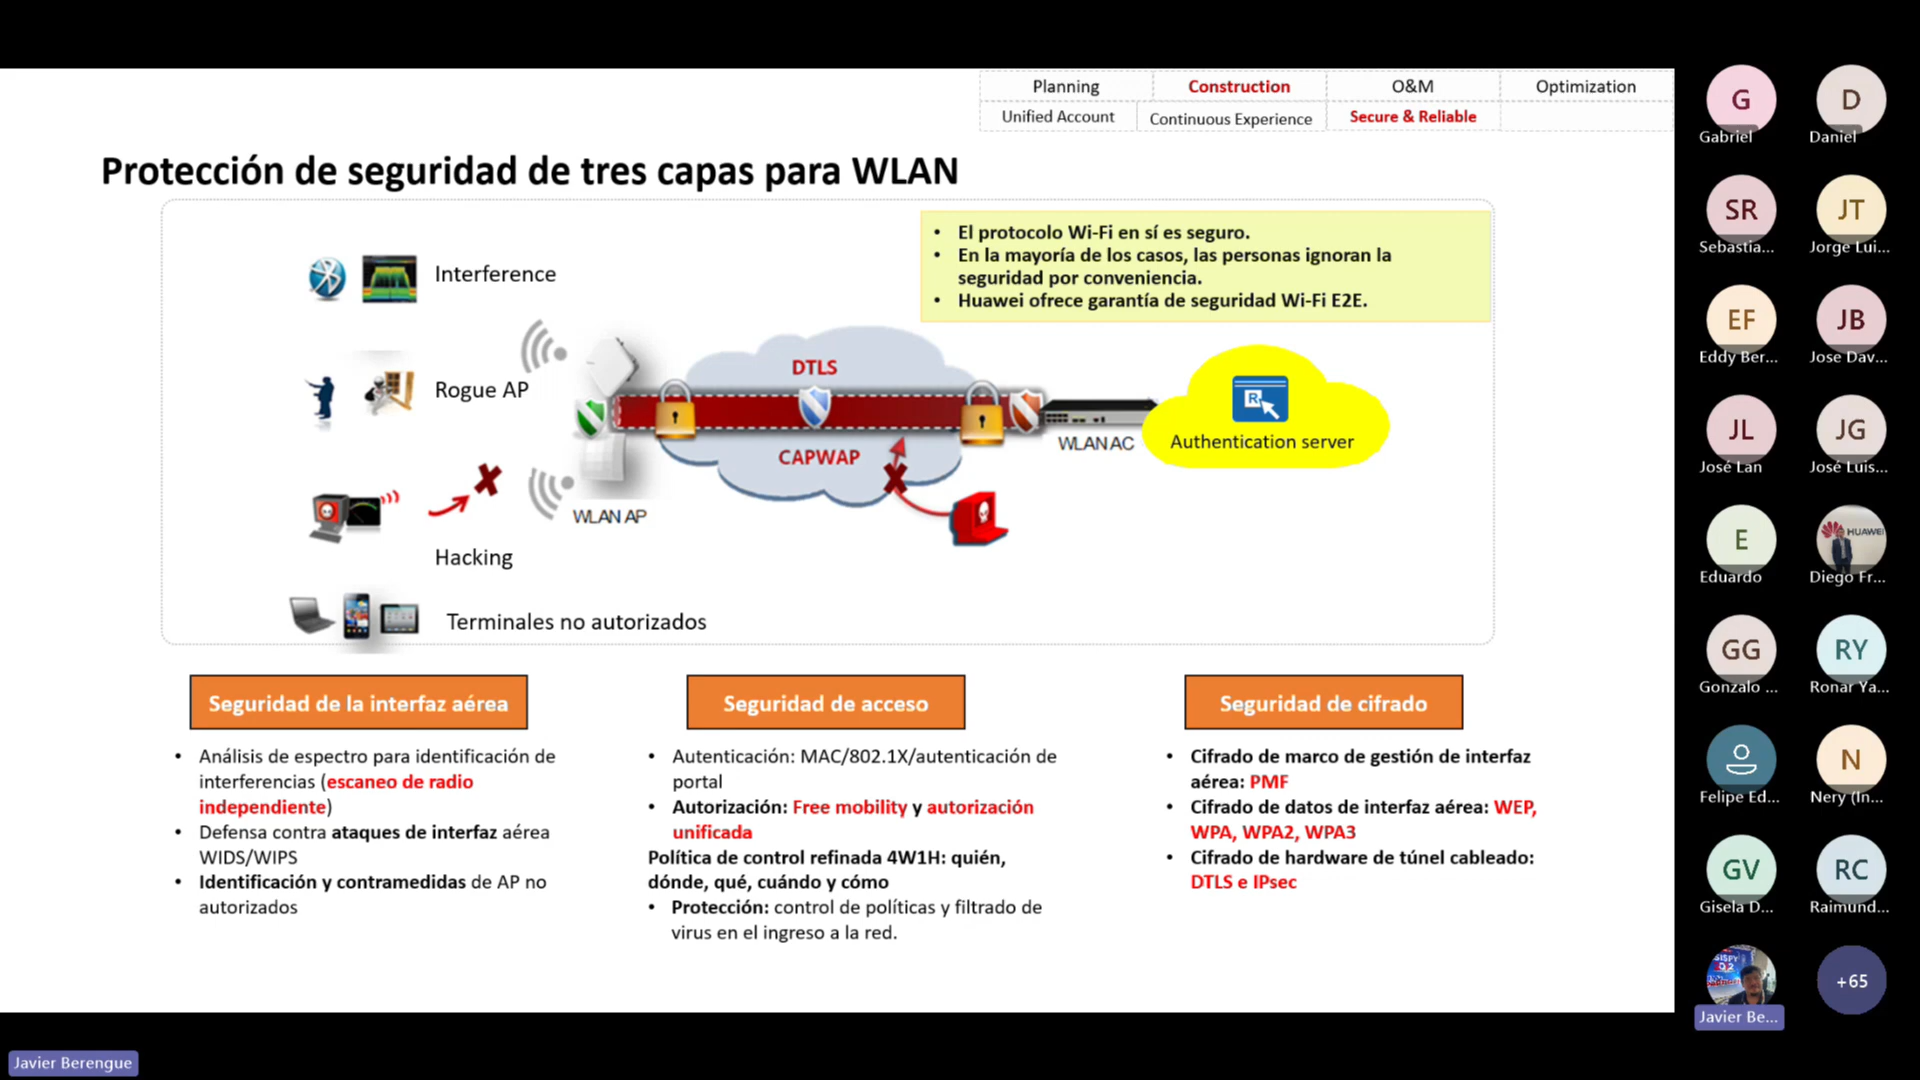 Planning
Construction
O&M
Optimization
Unified Account
Continuous Experience
Secure & Reliable
Protección de seguridad de tres capas para WLAN
• El protocolo Wi-Fi en sí es seguro.
• En la mayoría de los casos, las personas ignoran la
seguridad por conveniencia.
• Huawei ofrece garantía de seguridad Wi-Fi E2E.
Interference
Rogue AP
Hacking
Terminales no autorizados
WLAN AP
DTLS
CAPWAP
WLAN AC
R
Authentication server
Seguridad de la interfaz aérea
• Análisis de espectro para identificación de
interferencias (escaneo de radio
independiente)
• Defensa contra ataques de interfaz aérea
WIDS/WIPS
• Identificación y contramedidas de AP no
autorizados
Seguridad de acceso
• Autenticación: MAC/802.1X/autenticación de
portal
• Autorización: Free mobility y autorización
unificada
Política de control refinada 4W1H: quién,
dónde, qué, cuándo y cómo
• Protección: control de políticas y filtrado de
virus en el ingreso a la red.
Seguridad de cifrado
• Cifrado de marco de gestión de interfaz
aérea: PMF
• Cifrado de datos de interfaz aérea: WEP,
WPA, WPA2, WPA3
• Cifrado de hardware de túnel cableado:
DTLS e IPsec
G
Gabriel
D
Daniel
SR
Sebastia...
JT
Jorge Lui...
EF
Eddy Ber...
JB
Jose Dav...
JL
José Lan
JG
José Luis...
E
Eduardo
HUAWEI
Diego Fr...
GG
Gonzalo ...
RY
Ronar Ya...
Felipe Ed...
N
Nery (In...
GV
Gisela D...
RC
Raimund...
Javier Be...
+65
Javier Berengue